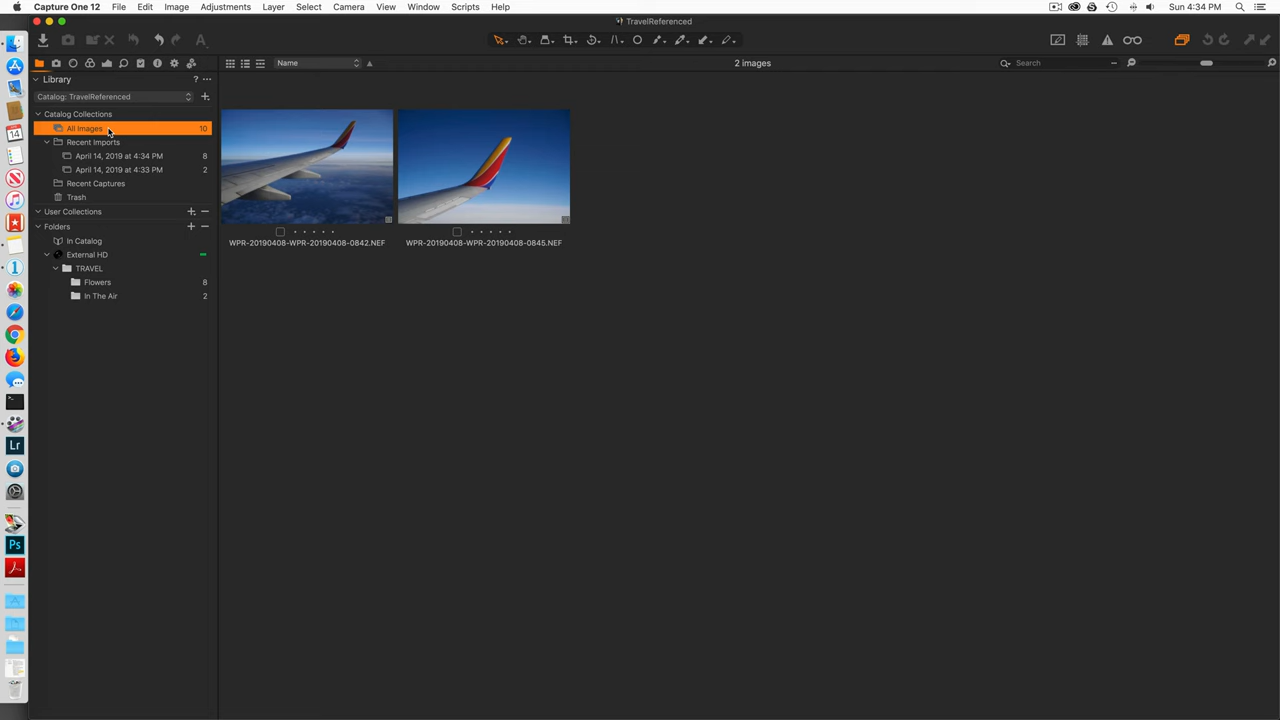 Capture One 12 File Edit View Image Adjustments Layer Select Camera View Window Scripts Help
Sun 4:34 PM
TravelReferenced
Library
? ...
Name
2 images
Search
Catalog: TravelReferenced
Catalog Collections
All Images 10
Recent Imports
April 14, 2019 at 4:34 PM 8
April 14, 2019 at 4:33 PM 2
Recent Captures
Trash
User Collections
Folders
In Catalog
External HD
TRAVEL
Flowers 8
In The Air 2
WPR-20190408-WPR-20190408-0842.NEF
WPR-20190408-WPR-20190408-0845.NEF
14
Lr
Ps